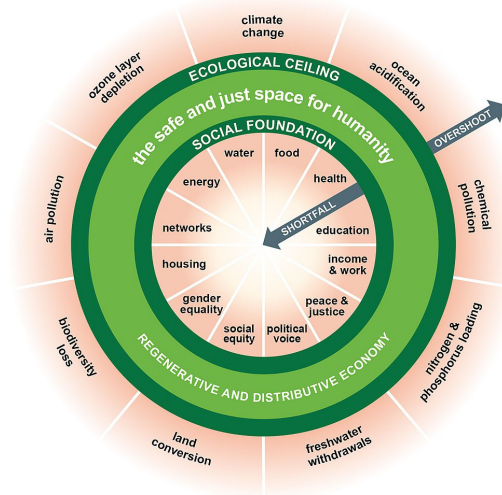 climate
change
ozone layer
depletion
ocean
acidification
ECOLOGICAL CEILING
the safe and just space for humanity
OVERSHOOT
SOCIAL FOUNDATION
water
food
energy
health
air pollution
chemical
pollution
networks
SHORTFALL
education
housing
income
& work
gender
equality
peace &
justice
social
equity
political
voice
biodiversity
loss
nitrogen &
phosphorus loading
REGENERATIVE AND DISTRIBUTIVE ECONOMY
land
conversion
freshwater
withdrawals